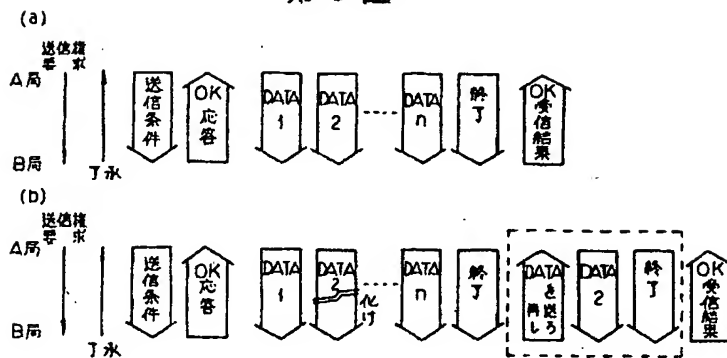 (a)
送信権
要求
A局
B局
了承
送信条件
OK
応答
DATA
1
DATA
2
DATA
n
終了
OK
受信結果
(b)
送信権
要求
A局
B局
了承
送信条件
OK
応答
DATA
1
DATA
2
化け
DATA
n
終了
DATA
を送ろ
再し
DATA
2
終了
OK
受信結果